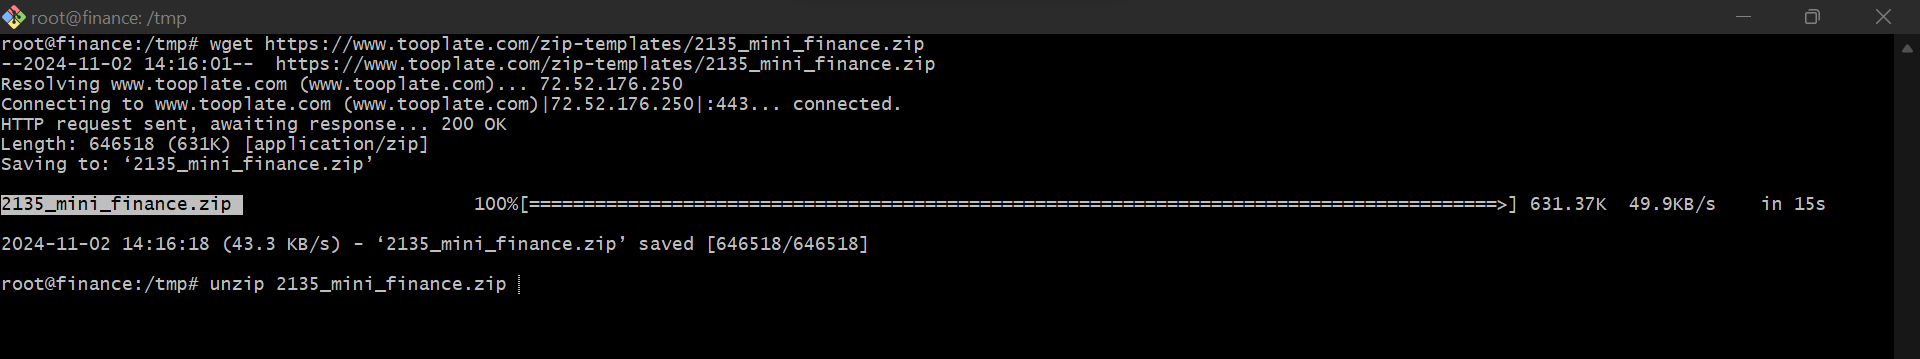 root@finance: /tmp
root@finance:/tmp# wget https://www.tooplate.com/zip-templates/2135_mini_finance.zip
--2024-11-02 14:16:01--  https://www.tooplate.com/zip-templates/2135_mini_finance.zip
Resolving www.tooplate.com (www.tooplate.com)... 72.52.176.250
Connecting to www.tooplate.com (www.tooplate.com)|72.52.176.250|:443... connected.
HTTP request sent, awaiting response... 200 OK
Length: 646518 (631K) [application/zip]
Saving to: ‘2135_mini_finance.zip’
2135_mini_finance.zip 100%[========================================================================================>] 631.37K 49.9KB/s in 15s
2024-11-02 14:16:18 (43.3 KB/s) - ‘2135_mini_finance.zip’ saved [646518/646518]
root@finance:/tmp# unzip 2135_mini_finance.zip